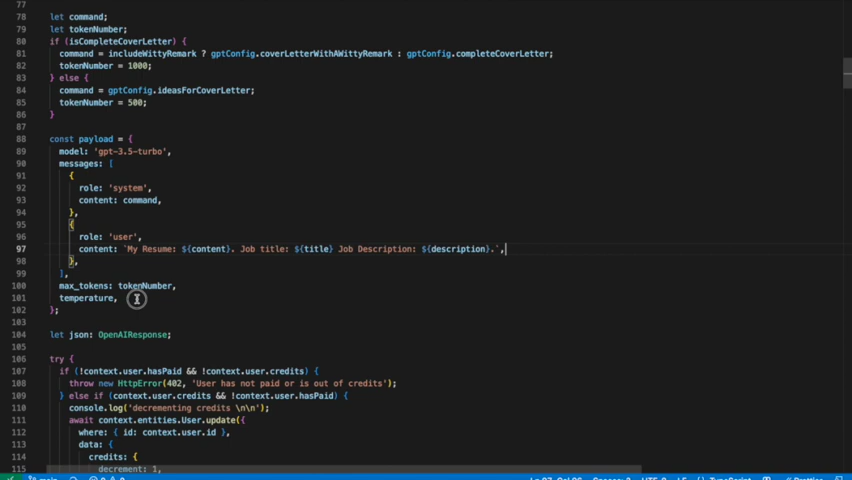 77
78 let command;
79 let tokenNumber;
80 if (isCompleteCoverLetter) {
81 command = includeWittyRemark ? gptConfig.coverLetterWithAWittyRemark : gptConfig.completeCoverLetter;
82 tokenNumber = 1000;
83 } else {
84 command = gptConfig.ideasForCoverLetter;
85 tokenNumber = 500;
86 }
87
88 const payload = {
89 model: 'gpt-3.5-turbo',
90 messages: [
91 {
92 role: 'system',
93 content: command,
94 },
95 {
96 role: 'user',
97 content: `My Resume: ${content}. Job title: ${title} Job Description: ${description}.`,
98 },
99 ],
100 max_tokens: tokenNumber,
101 temperature,
102 };
103
104 let json: OpenAIResponse;
105
106 try {
107 if (!context.user.hasPaid && !context.user.credits) {
108 throw new HttpError(402, 'User has not paid or is out of credits');
109 } else if (context.user.credits && !context.user.hasPaid) {
110 console.log('decrementing credits \n\n');
111 await context.entities.User.update({
112 where: { id: context.user.id },
113 data: {
114 credits: {
115 decrement: 1,